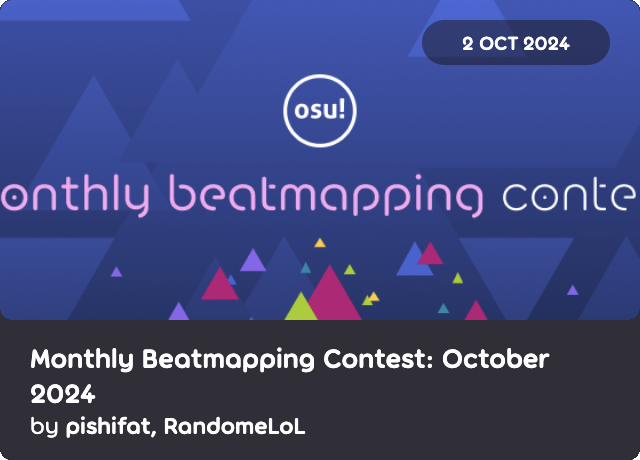 2 OCT 2024
osu!
onthly beatmapping conte
Monthly Beatmapping Contest: October
2024
by pishifat, RandomeLoL